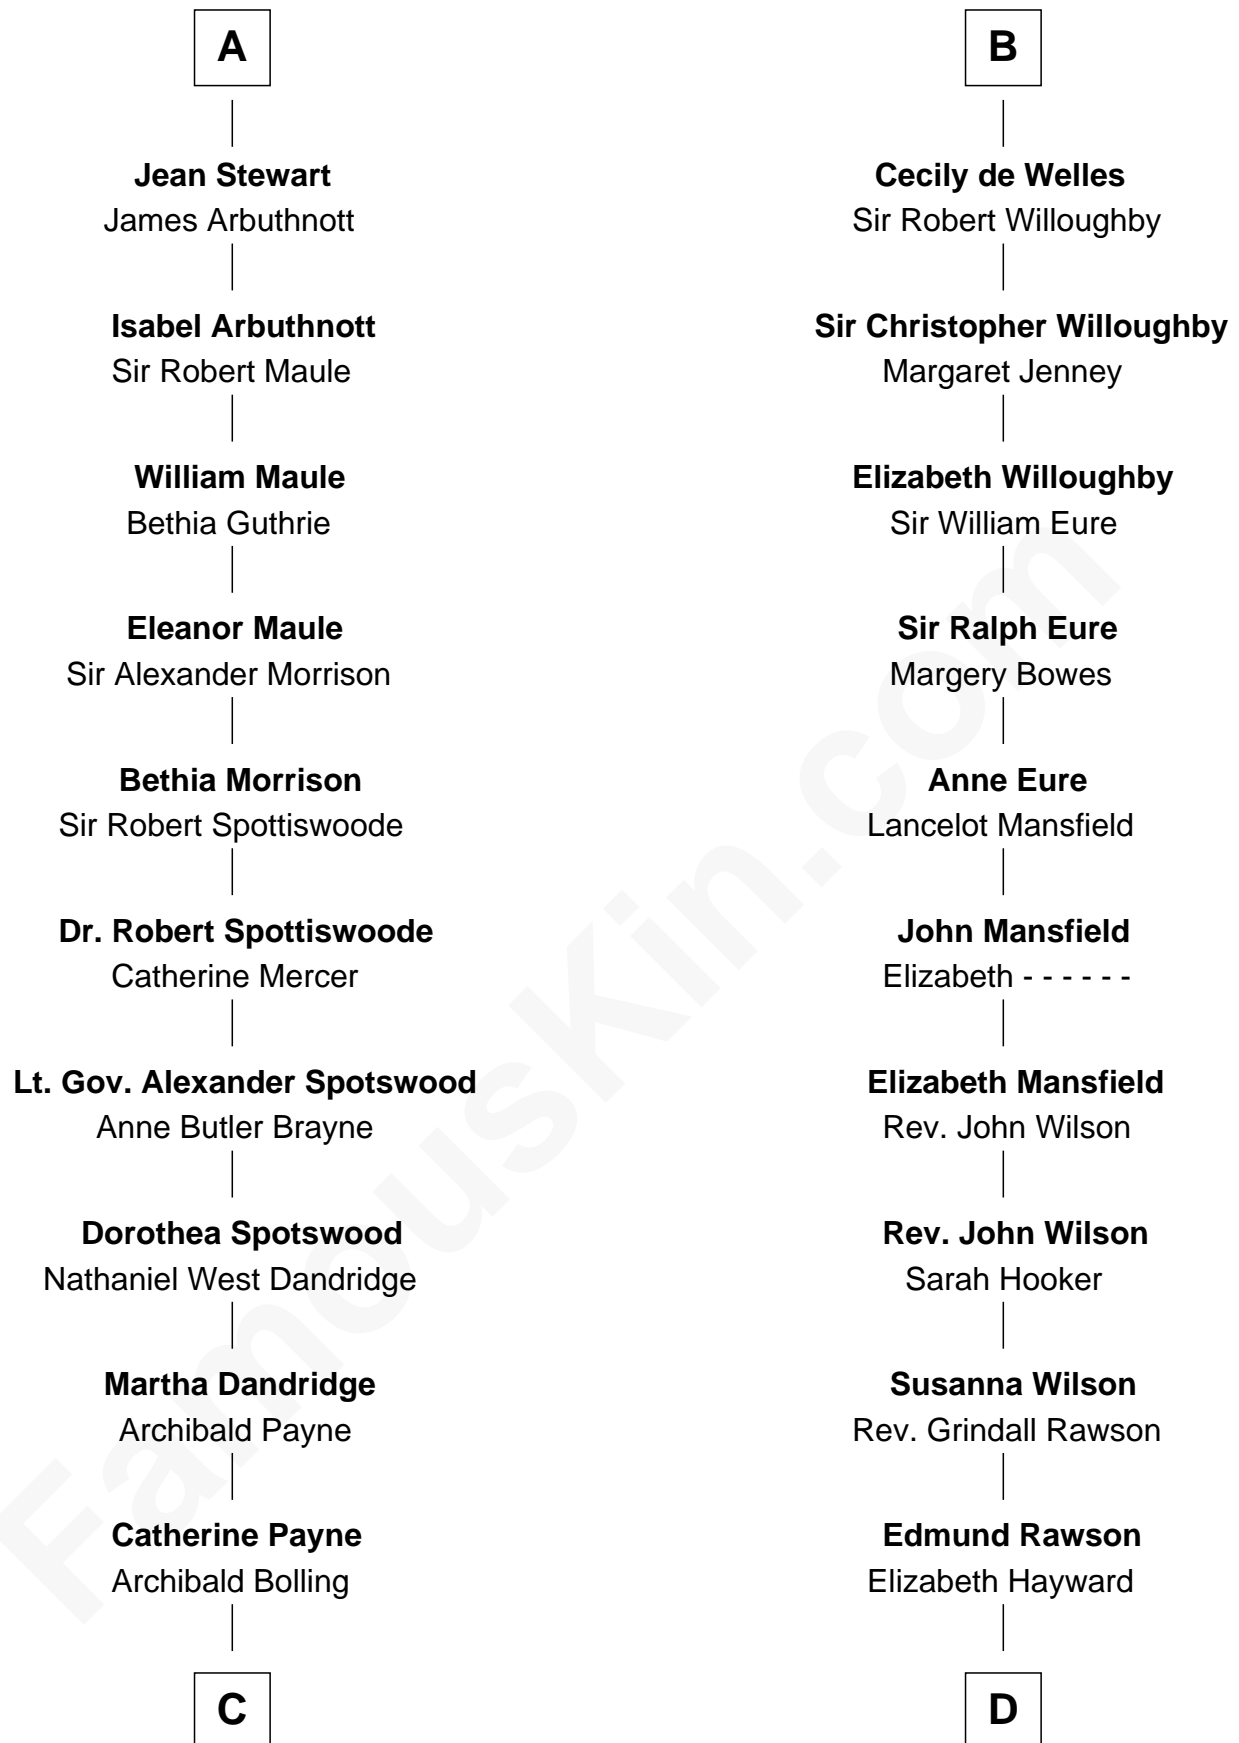 A
Jean Stewart
James Arbuthnott
Isabel Arbuthnott
Sir Robert Maule
William Maule
Bethia Guthrie
Eleanor Maule
Sir Alexander Morrison
Bethia Morrison
Sir Robert Spottiswoode
Dr. Robert Spottiswoode
Catherine Mercer
Lt. Gov. Alexander Spotswood
Anne Butler Brayne
Dorothea Spotswood
Nathaniel West Dandridge
Martha Dandridge
Archibald Payne
Catherine Payne
Archibald Bolling
C
B
Cecily de Welles
Sir Robert Willoughby
Sir Christopher Willoughby
Margaret Jenney
Elizabeth Willoughby
Sir William Eure
Sir Ralph Eure
Margery Bowes
Anne Eure
Lancelot Mansfield
John Mansfield
Elizabeth - - - - - -
Elizabeth Mansfield
Rev. John Wilson
Rev. John Wilson
Sarah Hooker
Susanna Wilson
Rev. Grindall Rawson
Edmund Rawson
Elizabeth Hayward
D
FamousKin.com